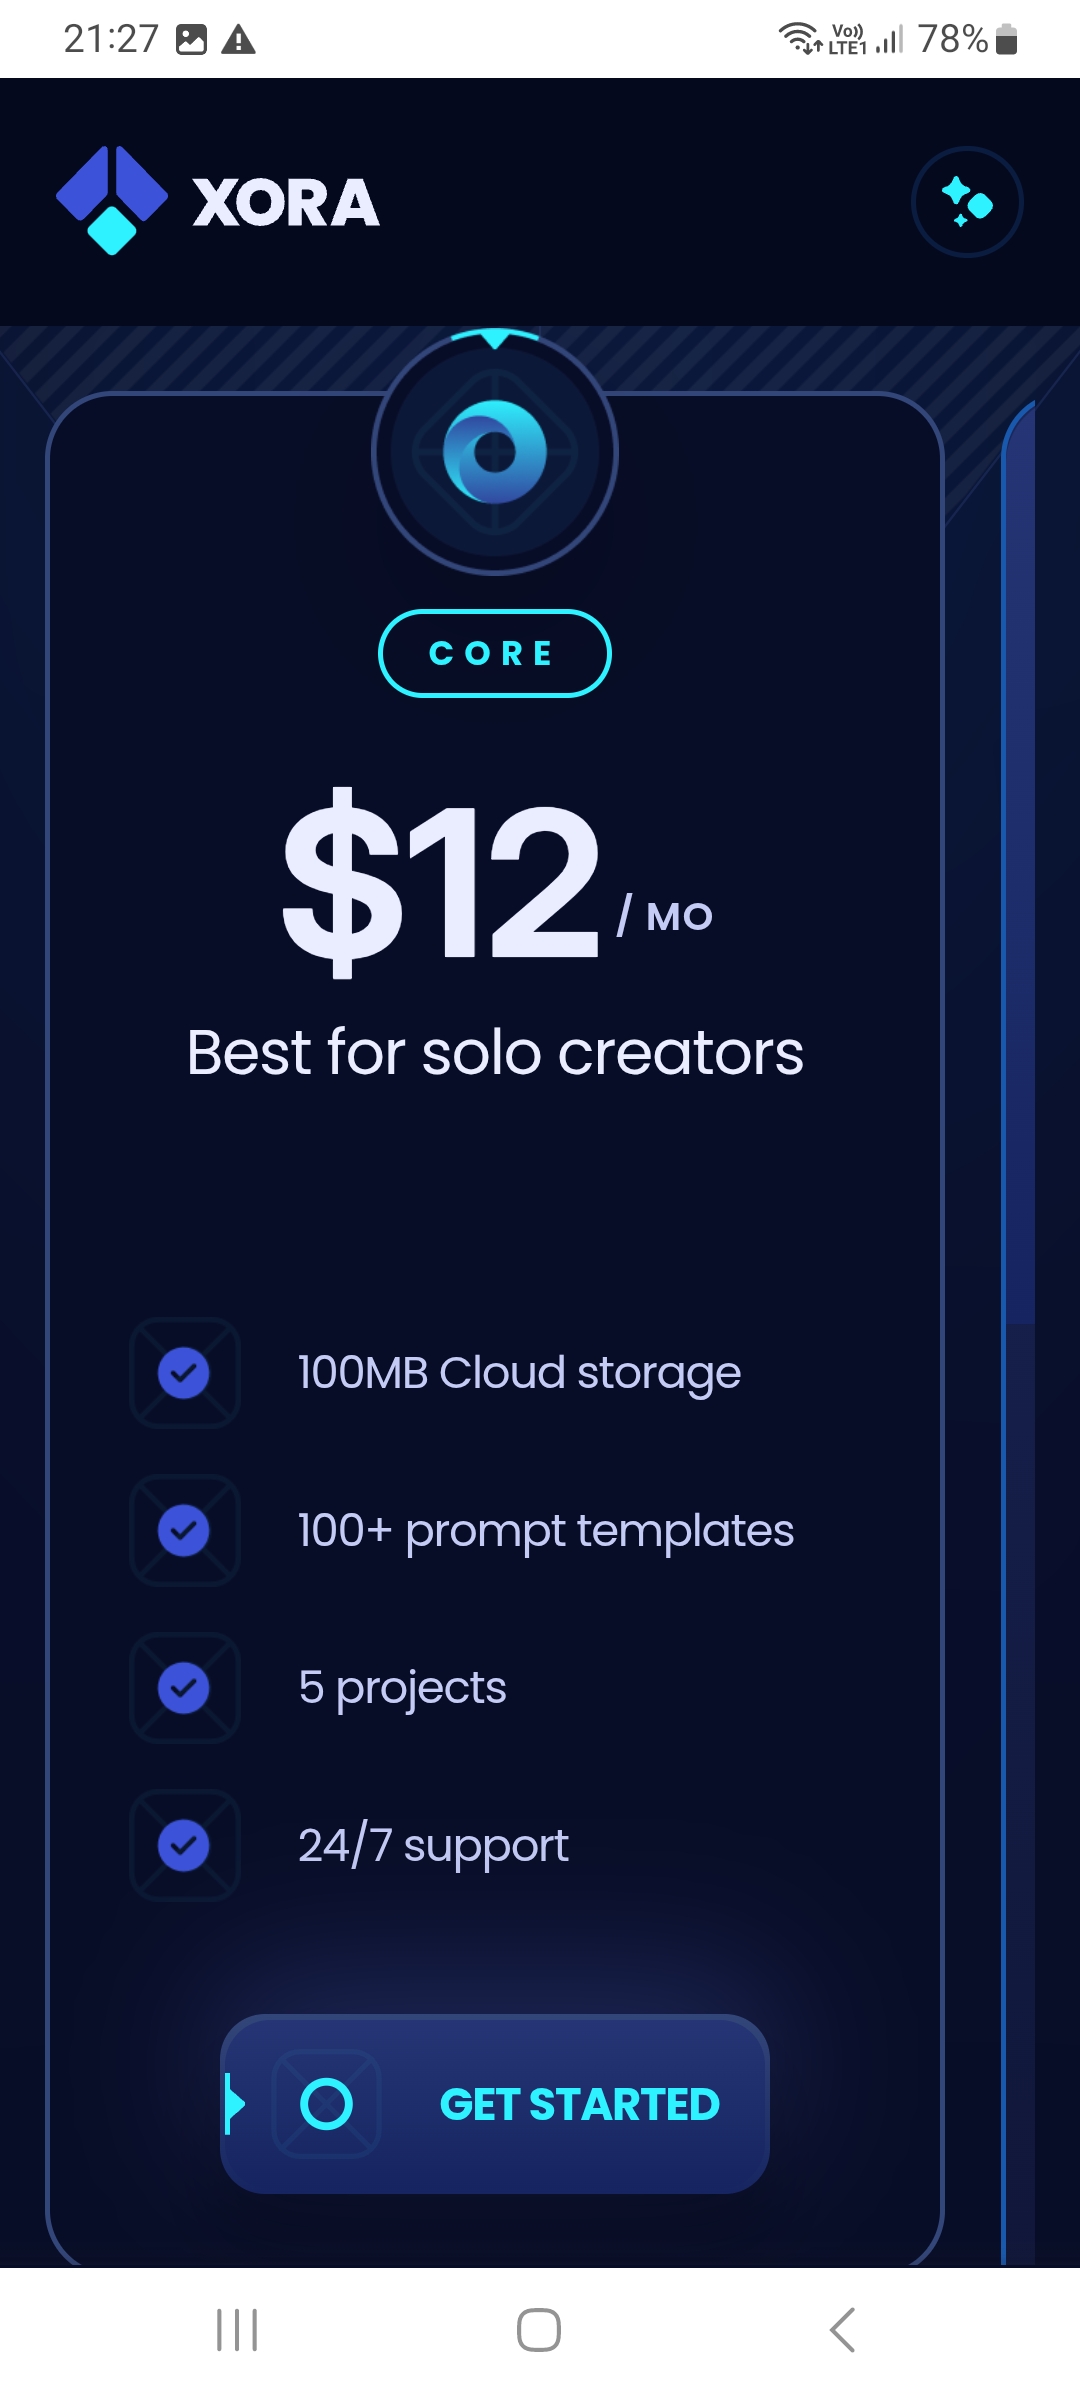 21:27
Vo)) LTE1 78%
XORA
CORE
$12 / MO
Best for solo creators
100MB Cloud storage
100+ prompt templates
5 projects
24/7 support
GET STARTED